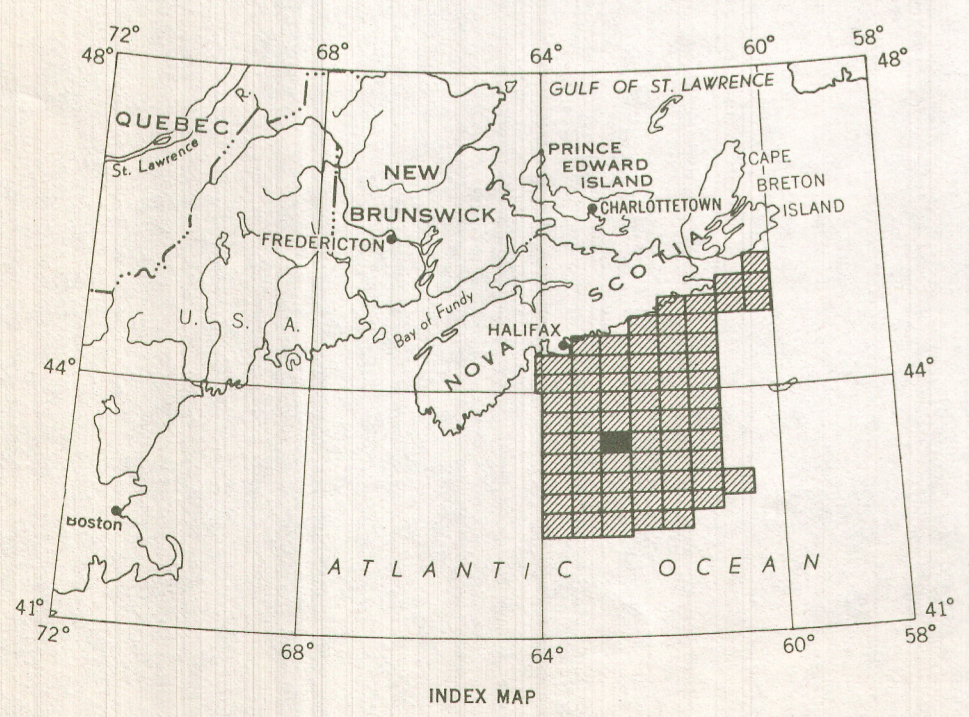 72° 68° 64° 60° 58°
48° 48°
GULF OF ST. LAWRENCE
R.
QUEBEC
St. Lawrence
PRINCE
EDWARD
ISLAND
CAPE
BRETON
ISLAND
NEW
BRUNSWICK
CHARLOTTETOWN
FREDERICTON
NOVA SCOTIA
U. S. A.
Bay of Fundy
HALIFAX
44° 44°
Boston
ATLANTIC OCEAN
41° 41°
72° 68° 64° 60° 58°
INDEX MAP